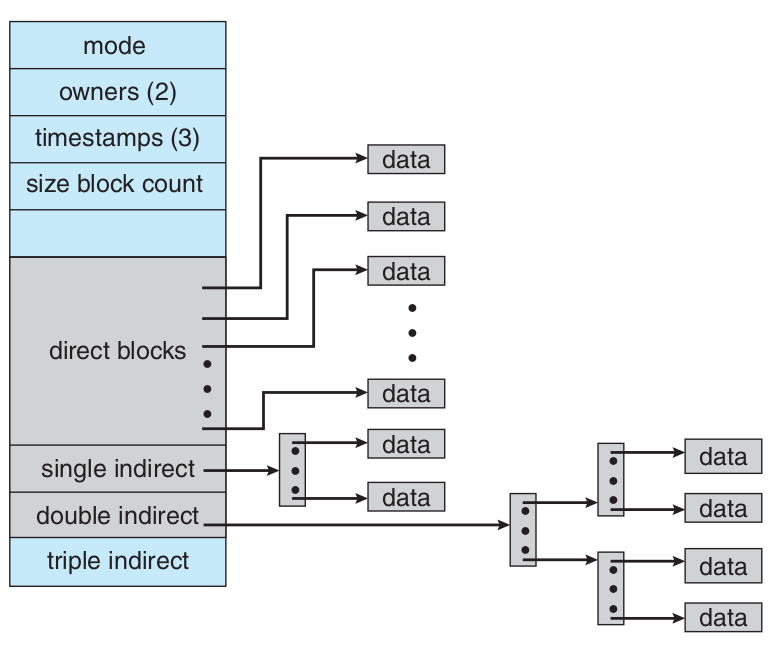 mode
owners (2)
timestamps (3)
size block count
data
data
data
direct blocks
data
data
single indirect
data
double indirect
triple indirect
data
data
data
data